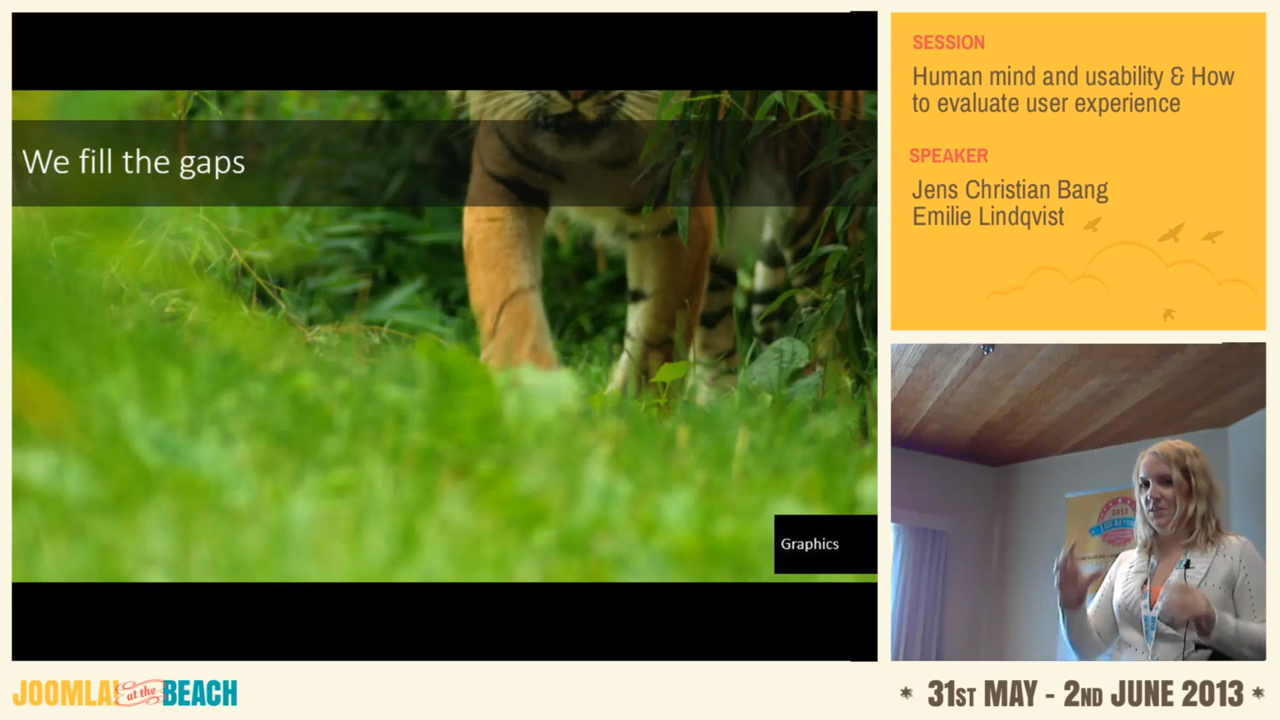 We fill the gaps
Graphics
SESSION
Human mind and usability & How
to evaluate user experience
SPEAKER
Jens Christian Bang
Emilie Lindqvist
2013
JOOMLA! at the BEACH
* 31ST MAY - 2ND JUNE 2013 *